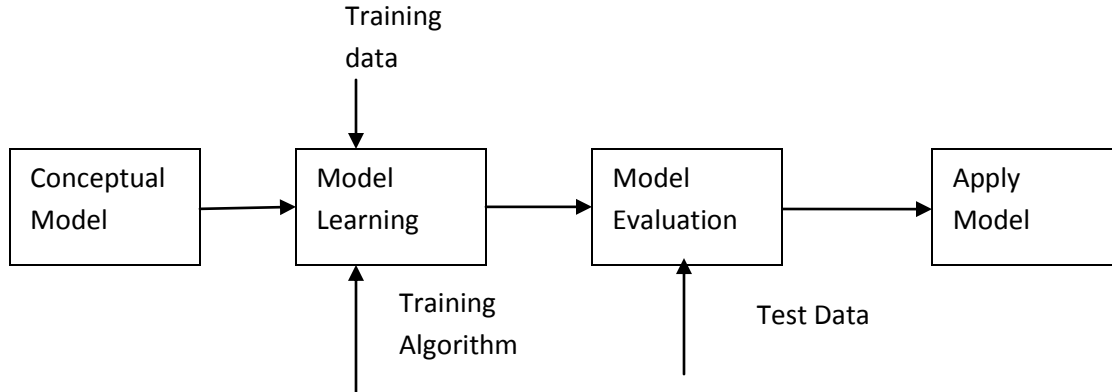 Training
data
Conceptual
Model
Model
Learning
Model
Evaluation
Apply
Model
Training
Algorithm
Test Data